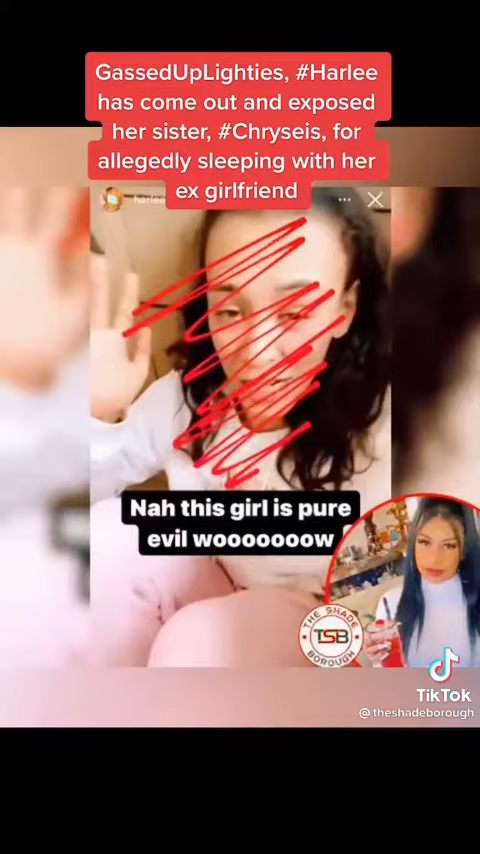 GassedUpLighties, #Harlee
has come out and exposed
her sister, #Chryseis, for
allegedly sleeping with her
ex girlfriend
Nah this girl is pure
evil wooooooow
THE SHADE
TSB
BOROUGH
TikTok
@theshadeborough